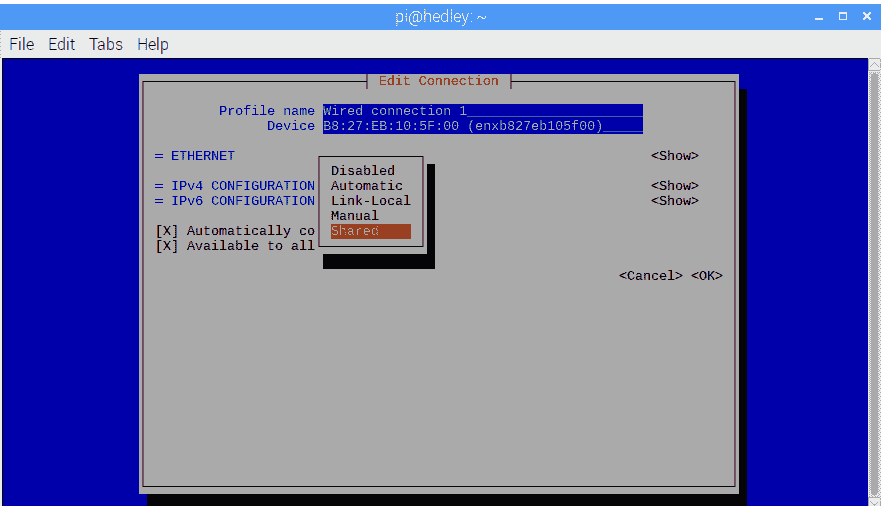 pi@hedley: ~
File Edit Tabs Help
Edit Connection
Profile name Wired connection 1
Device B8:27:EB:10:5F:00 (enxb827eb105f00)
= ETHERNET <Show>
Disabled
= IPv4 CONFIGURATION Automatic <Show>
= IPv6 CONFIGURATION Link-Local <Show>
Manual
[X] Automatically co Shared
[X] Available to all
<Cancel> <OK>